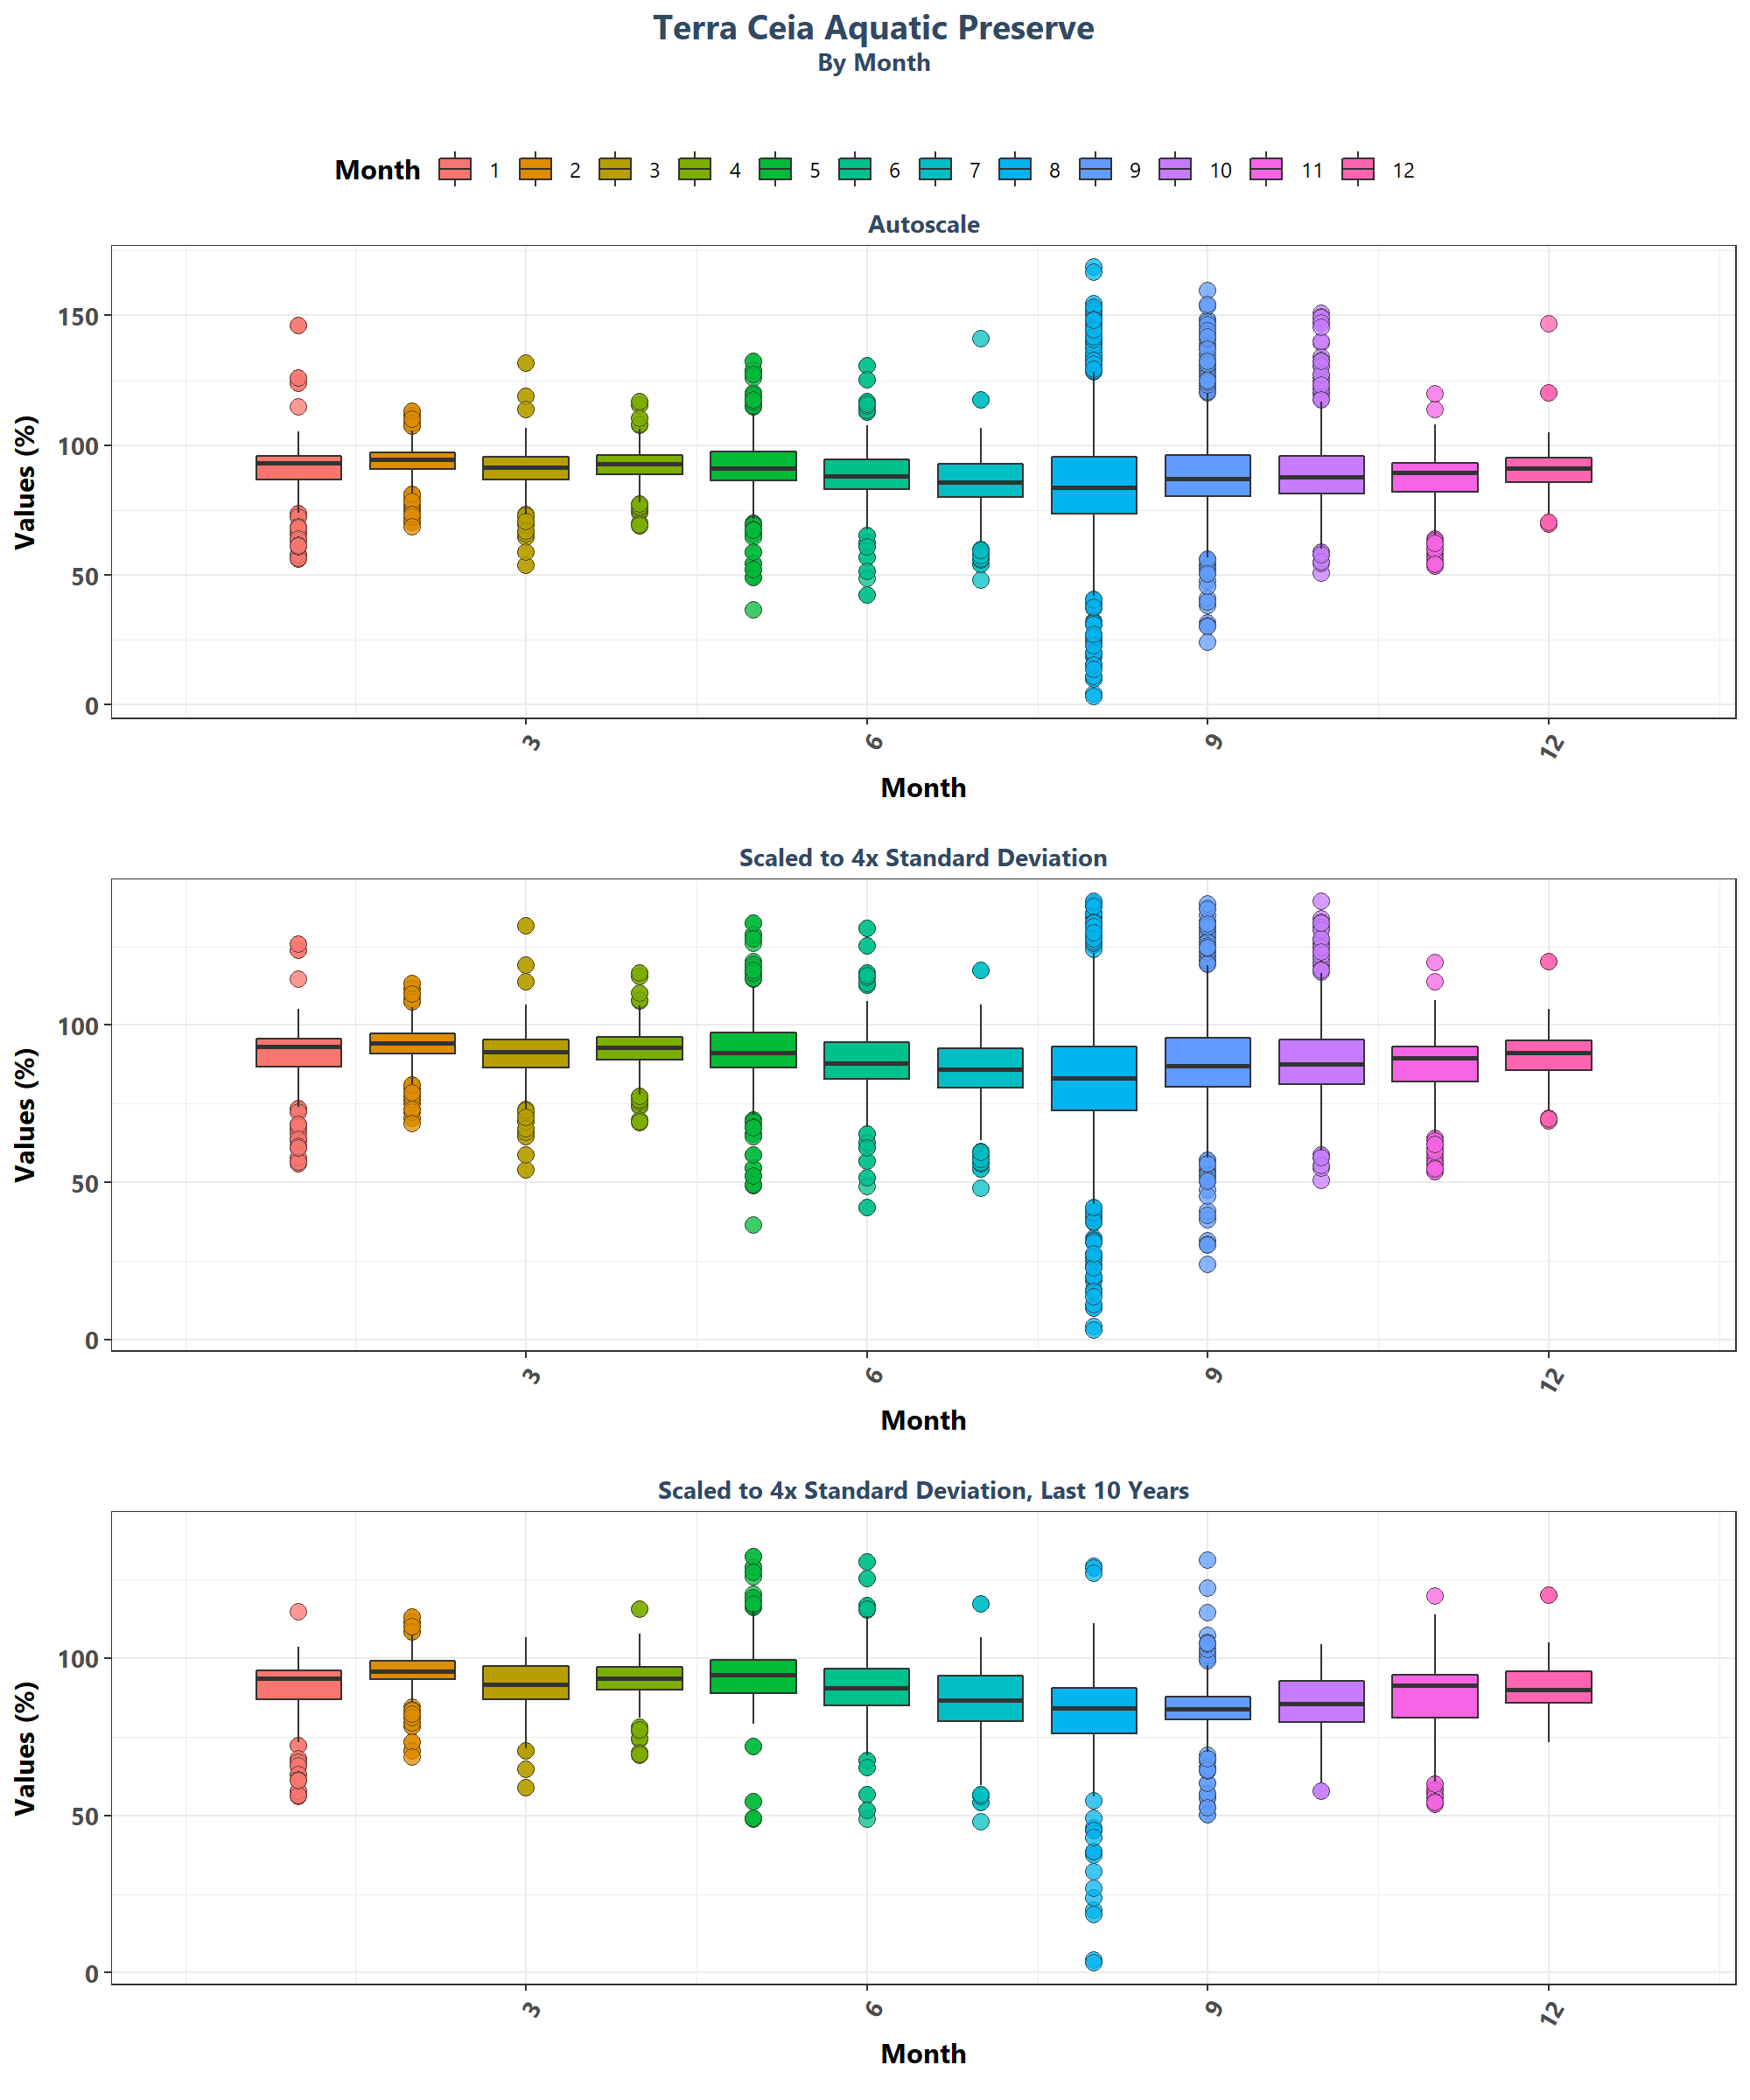 Terra Ceia Aquatic Preserve
By Month
Month 1 2 3 4 5 6 7 8 9 10 11 12
Autoscale
Values (%)
150
100
50
0
3 6 9 12
Month
Scaled to 4x Standard Deviation
Values (%)
100
50
0
3 6 9 12
Month
Scaled to 4x Standard Deviation, Last 10 Years
Values (%)
100
50
0
3 6 9 12
Month